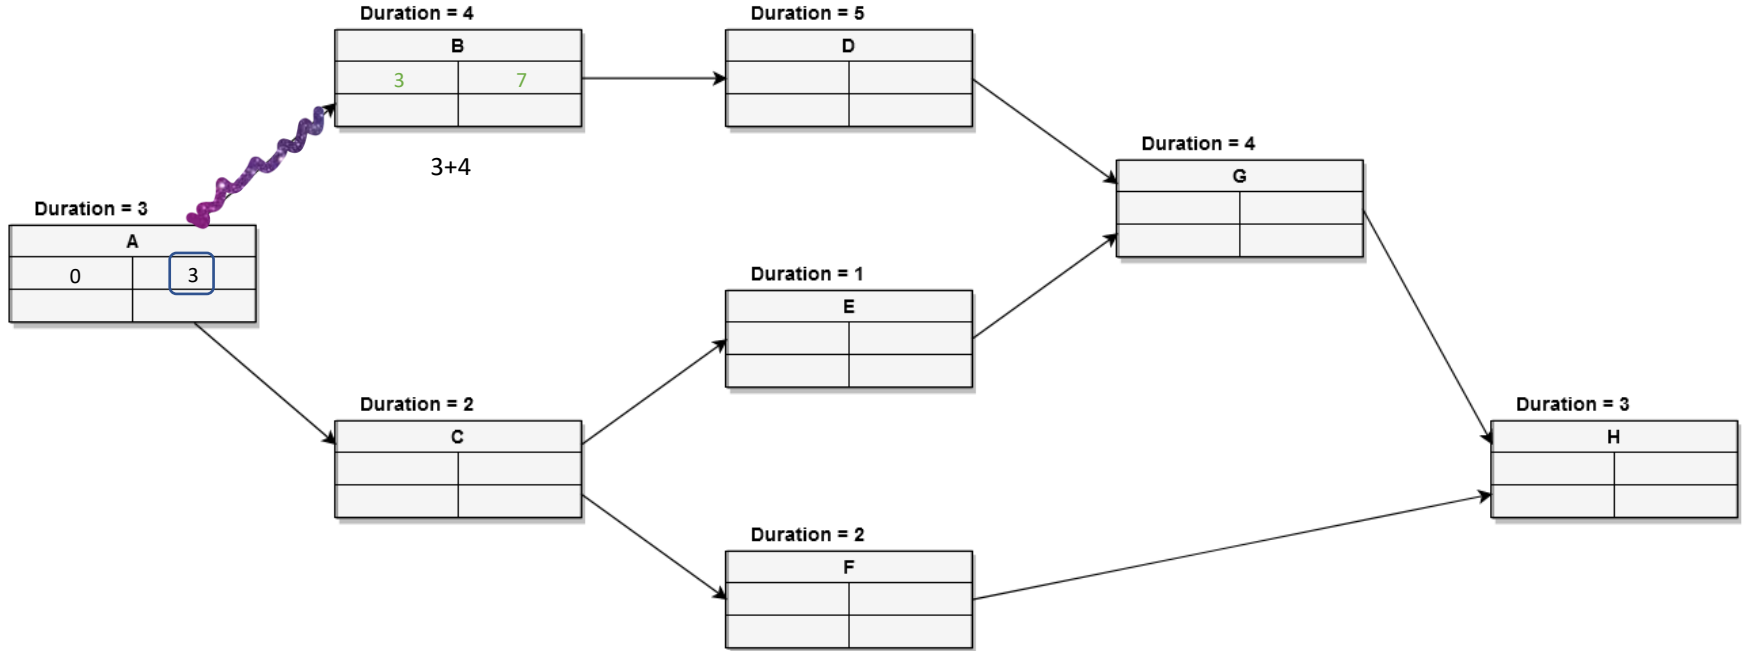 Duration = 4
B
3 7
3+4
Duration = 5
D
Duration = 3
A
0 3
Duration = 4
G
Duration = 1
E
Duration = 2
C
Duration = 3
H
Duration = 2
F